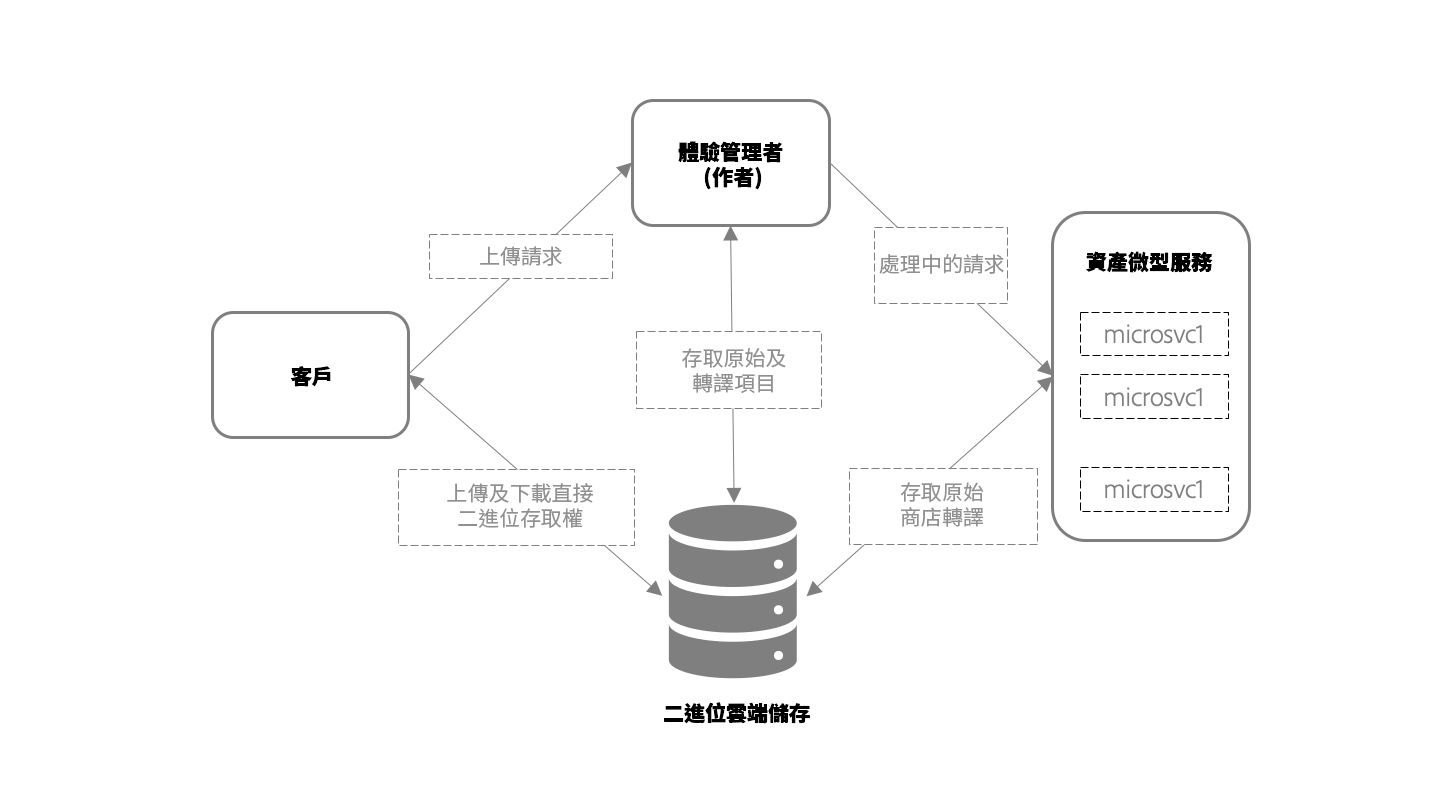 體驗管理者
(作者)
上傳請求
處理中的請求
資產微型服務
microsvc1
microsvc1
microsvc1
客戶
存取原始及
轉譯項目
上傳及下載直接
二進位存取權
存取原始
商店轉譯
二進位雲端儲存